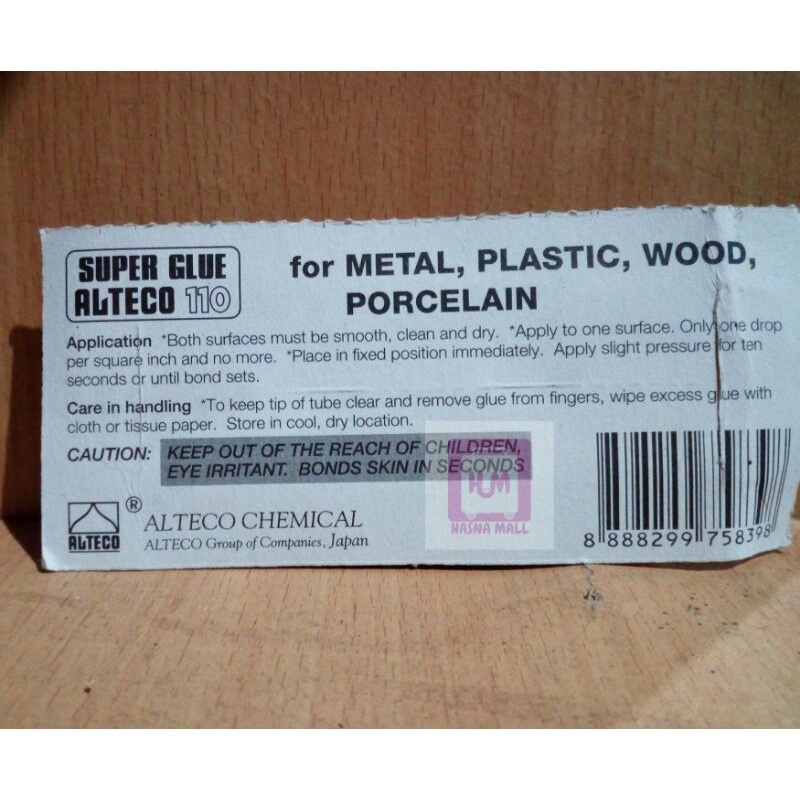 SUPER GLUE
ALTECO 110
for METAL, PLASTIC, WOOD,
PORCELAIN
Application *Both surfaces must be smooth, clean and dry. *Apply to one surface. Only one drop
per square inch and no more. *Place in fixed position immediately. Apply slight pressure for ten
seconds or until bond sets.
Care in handling *To keep tip of tube clear and remove glue from fingers, wipe excess glue with
cloth or tissue paper. Store in cool, dry location.
CAUTION: KEEP OUT OF THE REACH OF CHILDREN,
EYE IRRITANT. BONDS SKIN IN SECONDS
HM
HASNA MALL
ALTECO
® ALTECO CHEMICAL
ALTECO Group of Companies, Japan
8 888299 758398